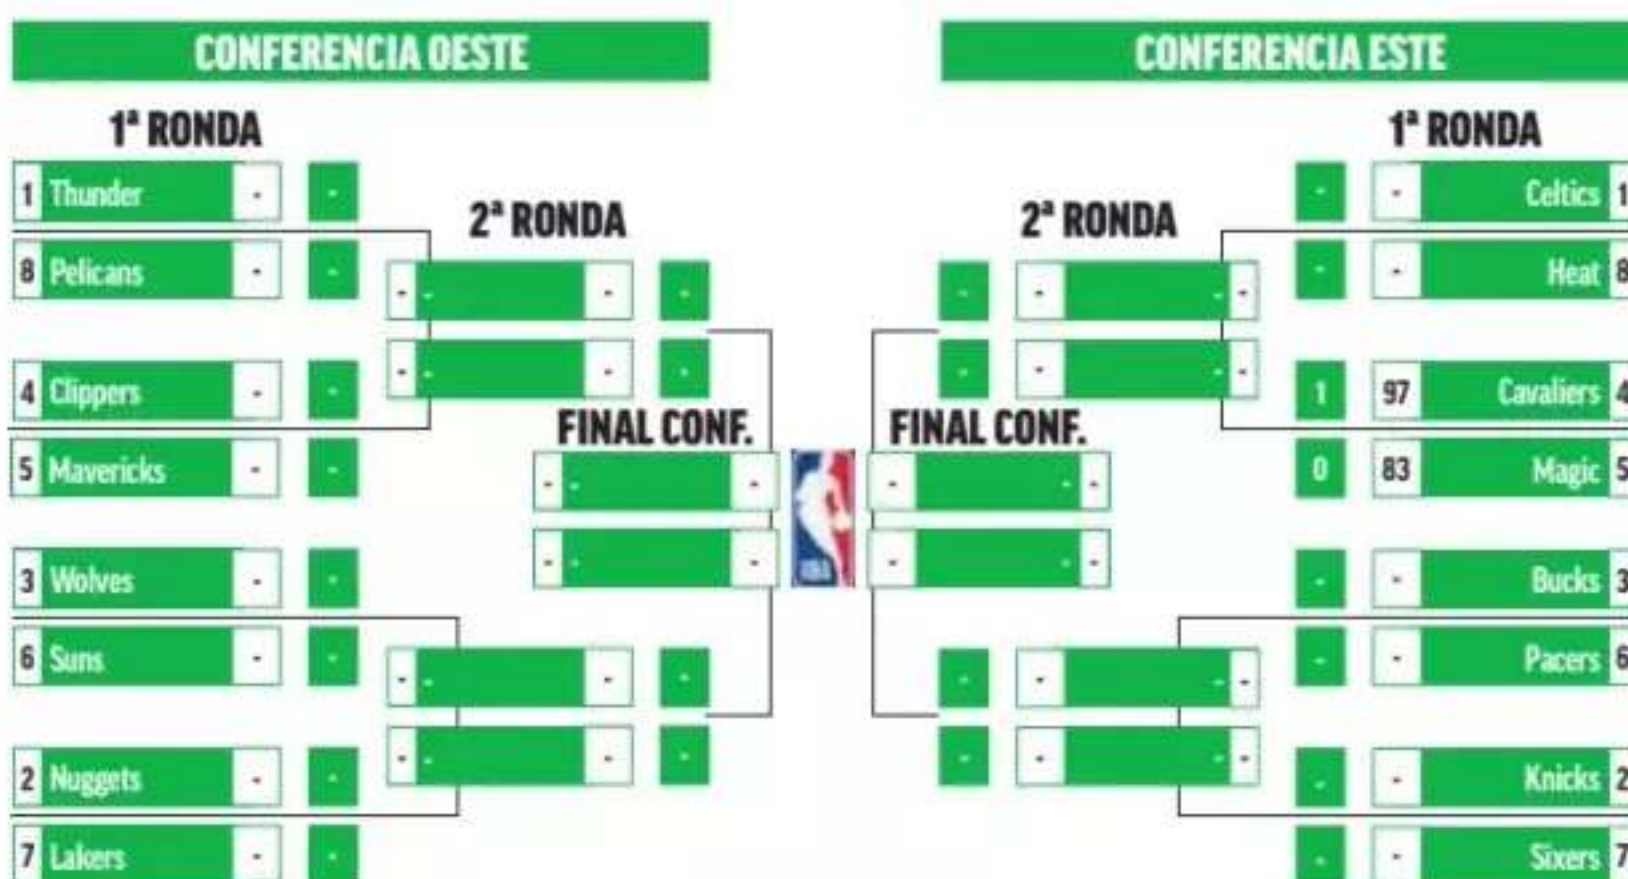 CONFERENCIA OESTE
1ª RONDA
1 Thunder - -
8 Pelicans - -
4 Clippers - -
5 Mavericks - -
3 Wolves - -
6 Suns - -
2 Nuggets - -
7 Lakers - -
2ª RONDA
- - - -
- - - -
- - - -
- - - -
FINAL CONF.
- - -
- - -
NBA
CONFERENCIA ESTE
1ª RONDA
- - Celtics 1
- - Heat 8
1 97 Cavaliers 4
0 83 Magic 5
- - Bucks 3
- - Pacers 6
- - Knicks 2
- - Sixers 7
2ª RONDA
- - - -
- - - -
- - - -
- - - -
FINAL CONF.
- - -
- - -